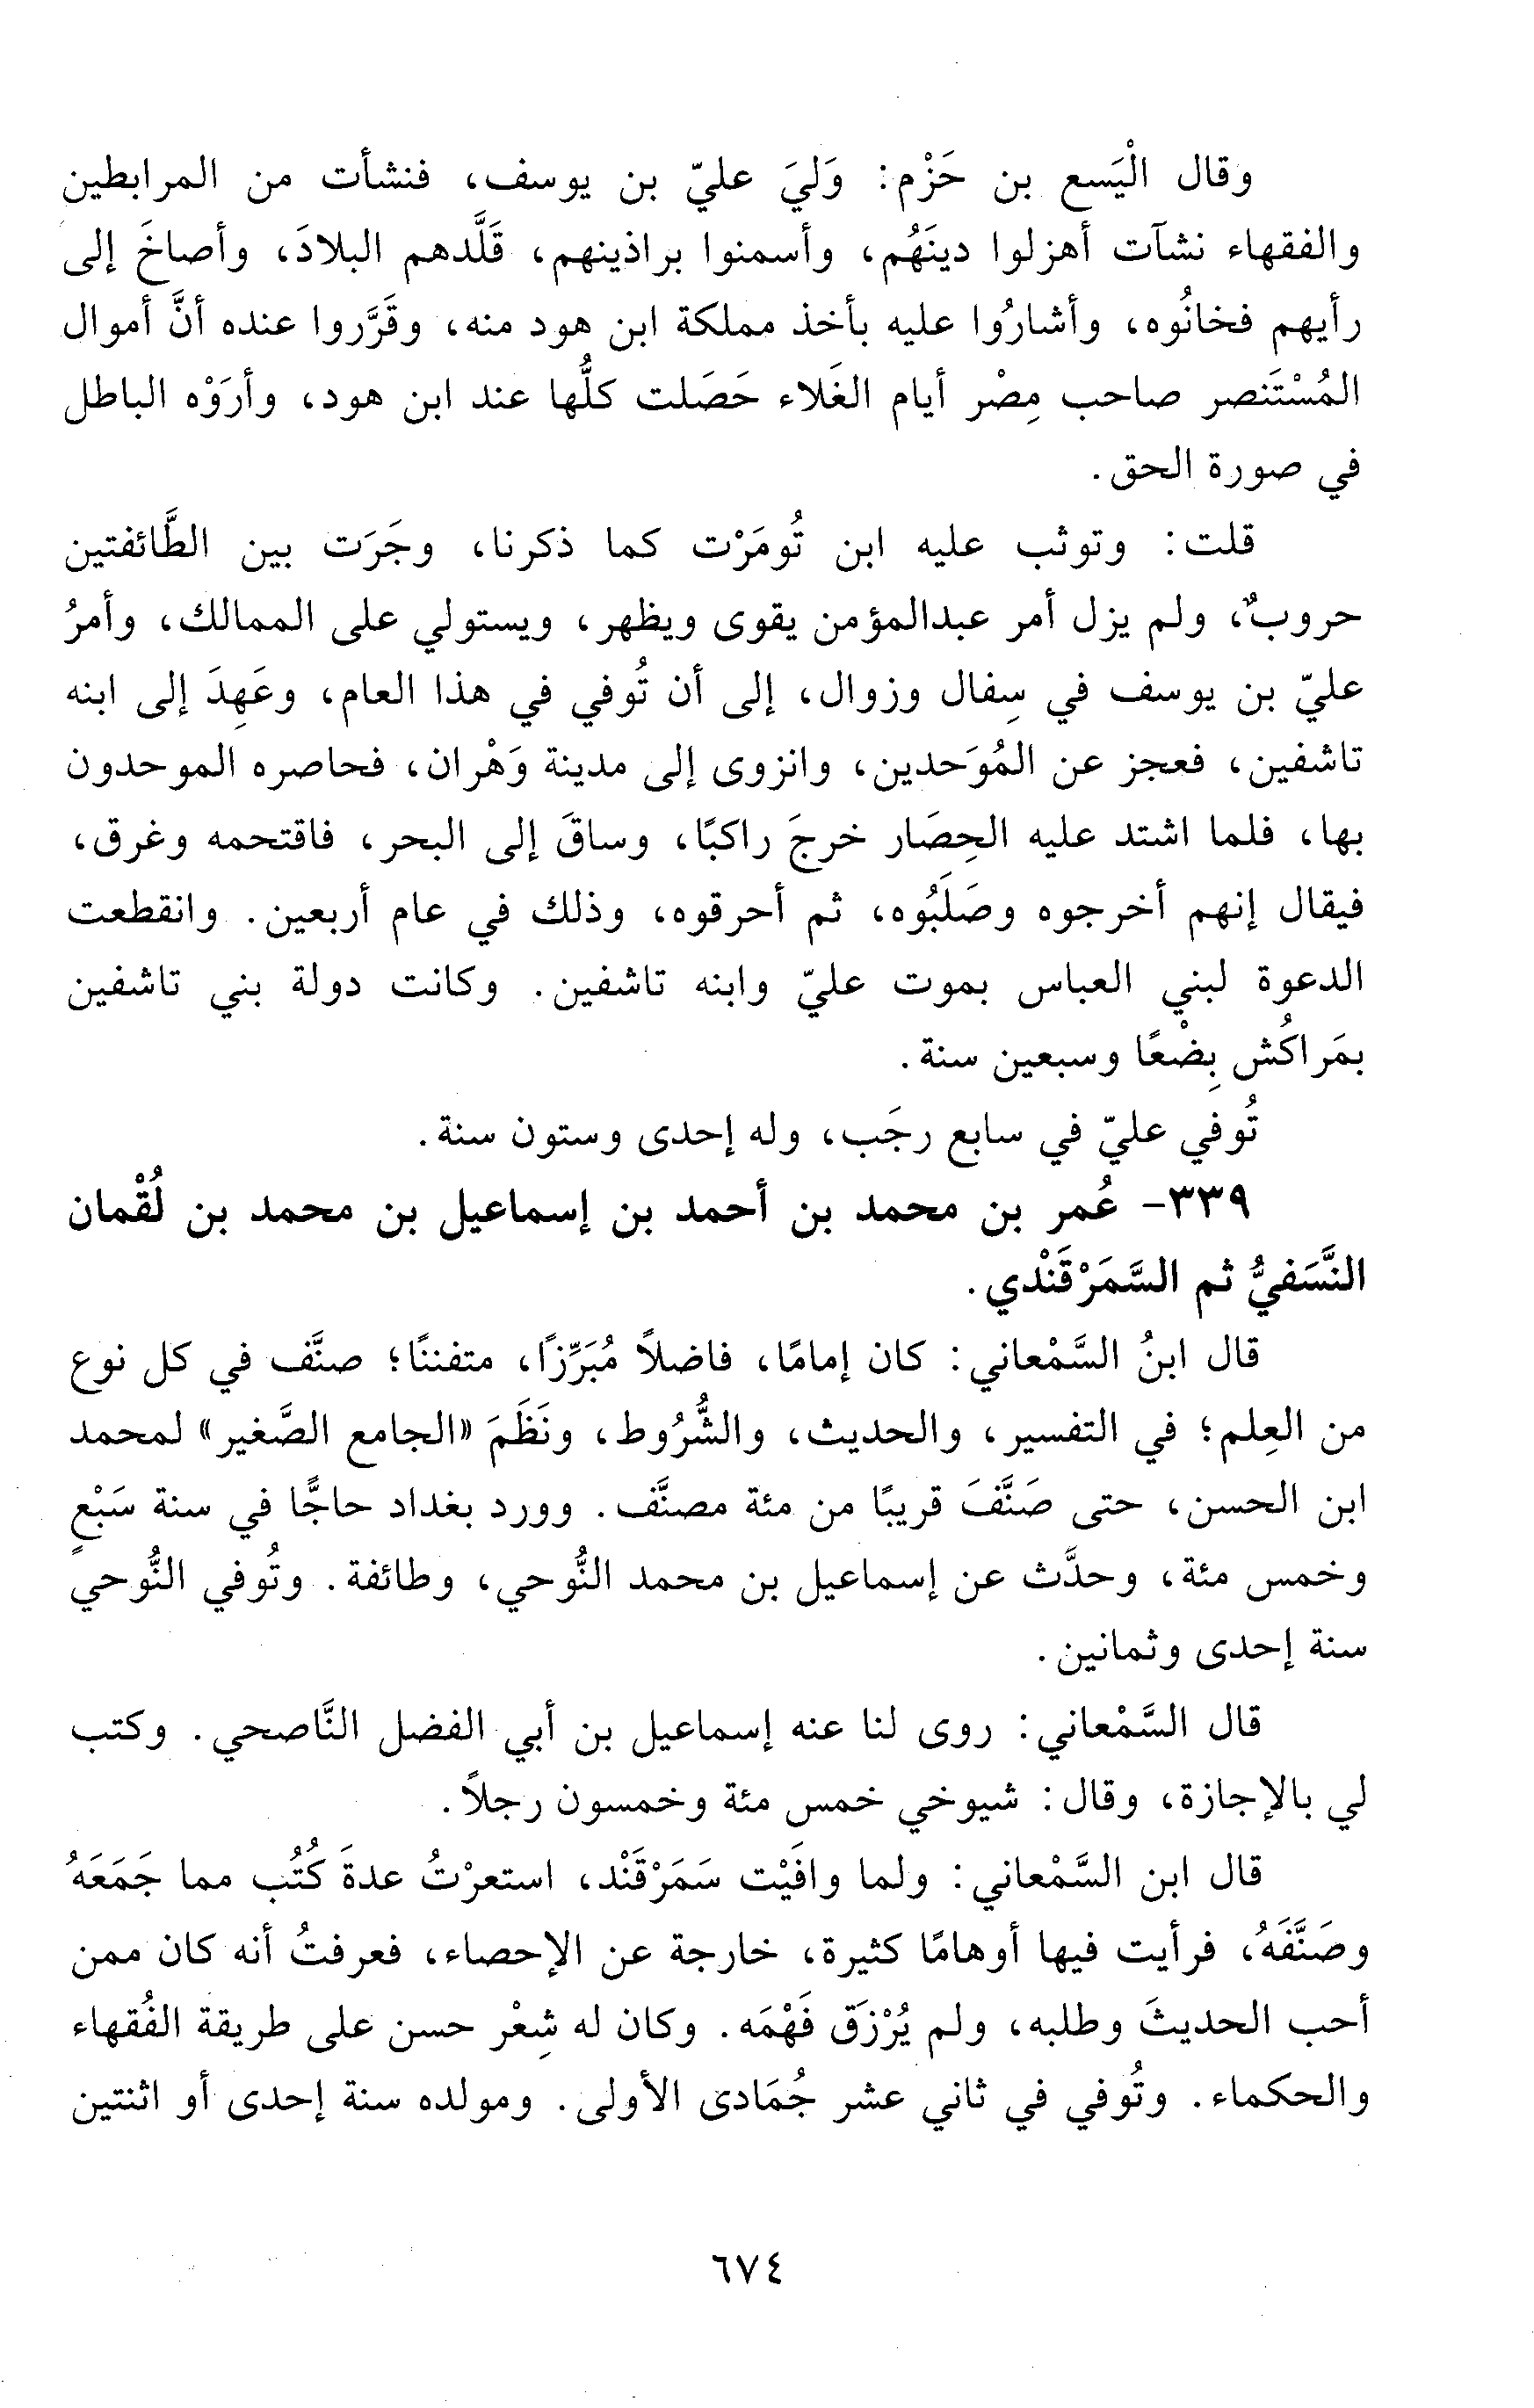 وقال الْيَسع بن حَزْم: وَليَ عليّ بن يوسف، فنشأت من المرابطين
والفقهاء نشآت أهزلوا دينَهُم، وأسمنوا براذينهم، قَلَّدهم البلادَ، وأصاخَ إلى
رأيهم فخانُوه، وأشارُوا عليه بأخذ مملكة ابن هود منه، وقَرَّروا عنده أنَّ أموال
المُسْتَنصر صاحب مِصْر أيام الغَلاء حَصَلت كلُّها عند ابن هود، وأرَوْه الباطل
في صورة الحق.
قلت: وتوثب عليه ابن تُومَرْت كما ذكرنا، وجَرَت بين الطَّائفتين
حروبٌ، ولم يزل أمر عبدالمؤمن يقوى ويظهر، ويستولي على الممالك، وأمرُ
عليّ بن يوسف في سِفال وزوال، إلى أن تُوفي في هذا العام، وعَهِدَ إلى ابنه
تاشفين، فعجز عن المُوَحدين، وانزوى إلى مدينة وَهْران، فحاصره الموحدون
بها، فلما اشتد عليه الحِصَار خرجَ راكبًا، وساقَ إلى البحر، فاقتحمه وغرق،
فيقال إنهم أخرجوه وصَلَبُوه، ثم أحرقوه، وذلك في عام أربعين. وانقطعت
الدعوة لبني العباس بموت عليّ وابنه تاشفين. وكانت دولة بني تاشفين
بمَراكُش بِضْعًا وسبعين سنة.
تُوفي عليّ في سابع رجَب، وله إحدى وستون سنة.
٣٣٩- عُمر بن محمد بن أحمد بن إسماعيل بن محمد بن لُقْمان
النَّسَفيُّ ثم السَّمَرْقَنْدي.
قال ابنُ السَّمْعاني: كان إمامًا، فاضلاً مُبَرِّزًا، متفننًا؛ صنَّف في كل نوع
من العِلم؛ في التفسير، والحديث، والشُّرُوط، ونَظَمَ «الجامع الصَّغير» لمحمد
ابن الحسن، حتى صَنَّفَ قريبًا من مئة مصنَّف. وورد بغداد حاجًّا في سنة سَبْعٍ
وخمس مئة، وحدَّث عن إسماعيل بن محمد النُّوحي، وطائفة. وتُوفي النُّوحي
سنة إحدى وثمانين.
قال السَّمْعاني: روى لنا عنه إسماعيل بن أبي الفضل النَّاصحي. وكتب
لي بالإجازة، وقال: شيوخي خمس مئة وخمسون رجلاً.
قال ابن السَّمْعاني: ولما وافَيْت سَمَرْقَنْد، استعرْتُ عدةَ كُتُب مما جَمَعَهُ
وصَنَّفَهُ، فرأيت فيها أوهامًا كثيرة، خارجة عن الإحصاء، فعرفتُ أنه كان ممن
أحب الحديثَ وطلبه، ولم يُرْزَق فَهْمَه. وكان له شِعْر حسن على طريقة الفُقهاء
والحكماء. وتُوفي في ثاني عشر جُمَادى الأولى. ومولده سنة إحدى أو اثنتين
٦٧٤